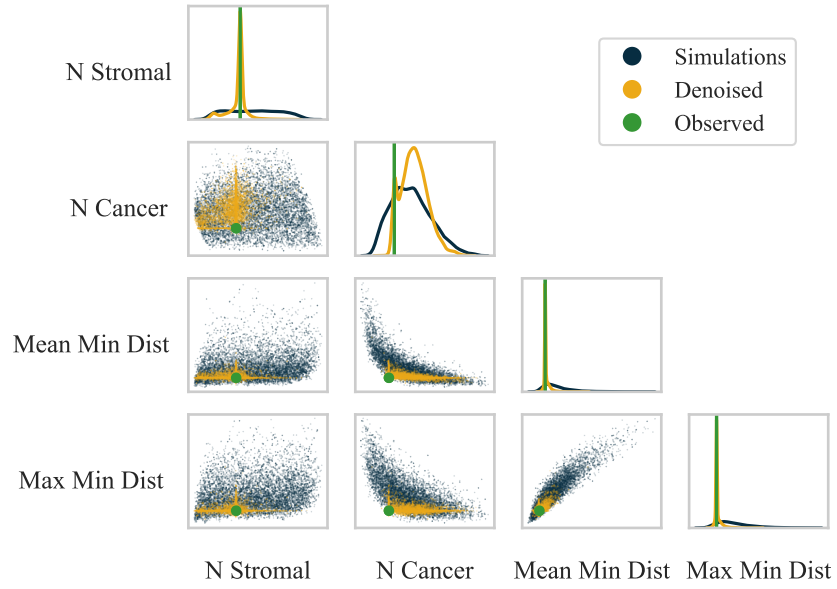 N Stromal
Simulations
Denoised
Observed
N Cancer
Mean Min Dist
Max Min Dist
N Stromal
N Cancer
Mean Min Dist
Max Min Dist